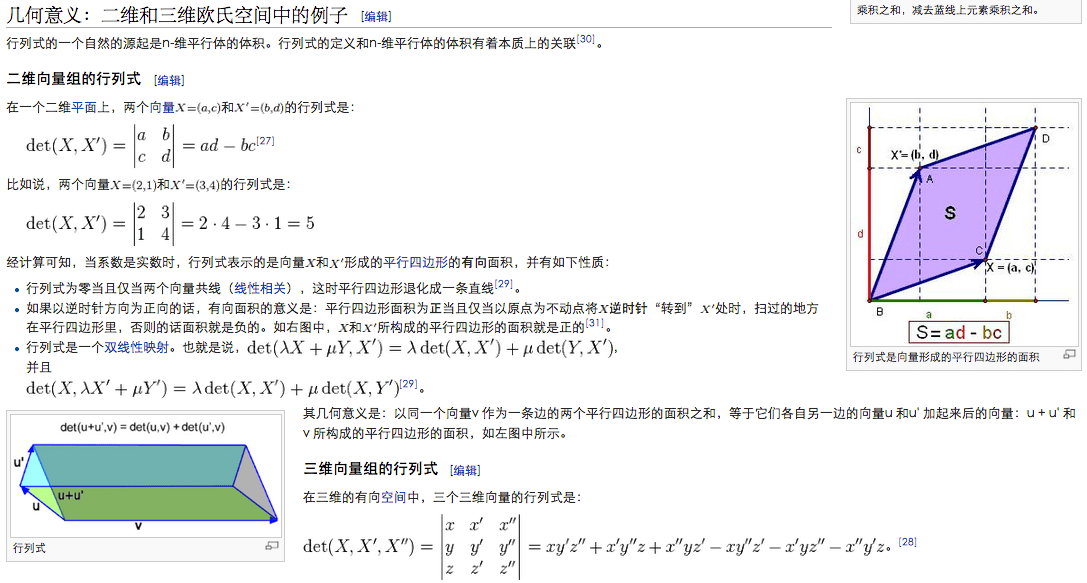 几何意义：二维和三维欧氏空间中的例子 [编辑]
行列式的一个自然的源起是n-维平行体的体积。行列式的定义和n-维平行体的体积有着本质上的关联[30]。
二维向量组的行列式 [编辑]
在一个二维平面上，两个向量X=(a,c)和X′=(b,d)的行列式是：
det(X, X′) = |a b; c d| = ad − bc[27]
比如说，两个向量X=(2,1)和X′=(3,4)的行列式是：
det(X, X′) = |2 3; 1 4| = 2 · 4 − 3 · 1 = 5
经计算可知，当系数是实数时，行列式表示的是向量X和X′形成的平行四边形的有向面积，并有如下性质：
• 行列式为零当且仅当两个向量共线（线性相关），这时平行四边形退化成一条直线[29]。
• 如果以逆时针方向为正向的话，有向面积的意义是：平行四边形面积为正当且仅当以原点为不动点将X逆时针“转到”X′处时，扫过的地方
在平行四边形里，否则的话面积就是负的。如右图中，X和X′所构成的平行四边形的面积就是正的[31]。
• 行列式是一个双线性映射。也就是说，det(λX + μY, X′) = λ det(X, X′) + μ det(Y, X′)，
并且
det(X, λX′ + μY′) = λ det(X, X′) + μ det(X, Y′)[29]。
乘积之和，减去蓝线上元素乘积之和。
c
D
X'= (b, d)
A
S
d
C
X = (a, c)
B
a
b
S = ad - bc
行列式是向量形成的平行四边形的面积
det(u+u',v) = det(u,v) + det(u',v)
u'
u+u'
u
v
行列式
其几何意义是：以同一个向量v 作为一条边的两个平行四边形的面积之和，等于它们各自另一边的向量u 和u' 加起来后的向量：u + u' 和
v 所构成的平行四边形的面积，如左图中所示。
三维向量组的行列式 [编辑]
在三维的有向空间中，三个三维向量的行列式是：
det(X, X′, X″) = |x x′ x″; y y′ y″; z z′ z″| = xy′z″ + x′y″z + x″yz′ − xy″z′ − x′yz″ − x″y′z。[28]